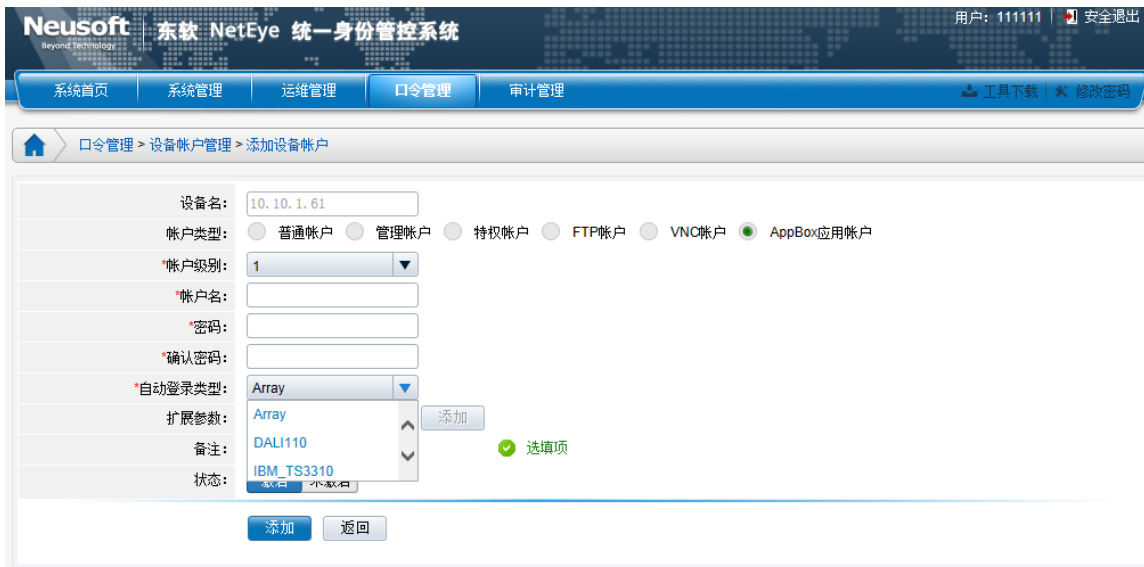 Neusoft 东软 NetEye 统一身份管控系统
Beyond Technology
用户：111111 安全退出
系统首页 系统管理 运维管理 口令管理 审计管理 工具下载 修改密码
口令管理 > 设备帐户管理 > 添加设备帐户
设备名： 10.10.1.61
帐户类型： 普通帐户 管理帐户 特权帐户 FTP帐户 VNC帐户 AppBox应用帐户
*帐户级别： 1
*帐户名：
*密码：
*确认密码：
*自动登录类型： Array
扩展参数： Array 添加
备注： DALI110 选填项
IBM_TS3310
状态： 激活 未激活
添加 返回